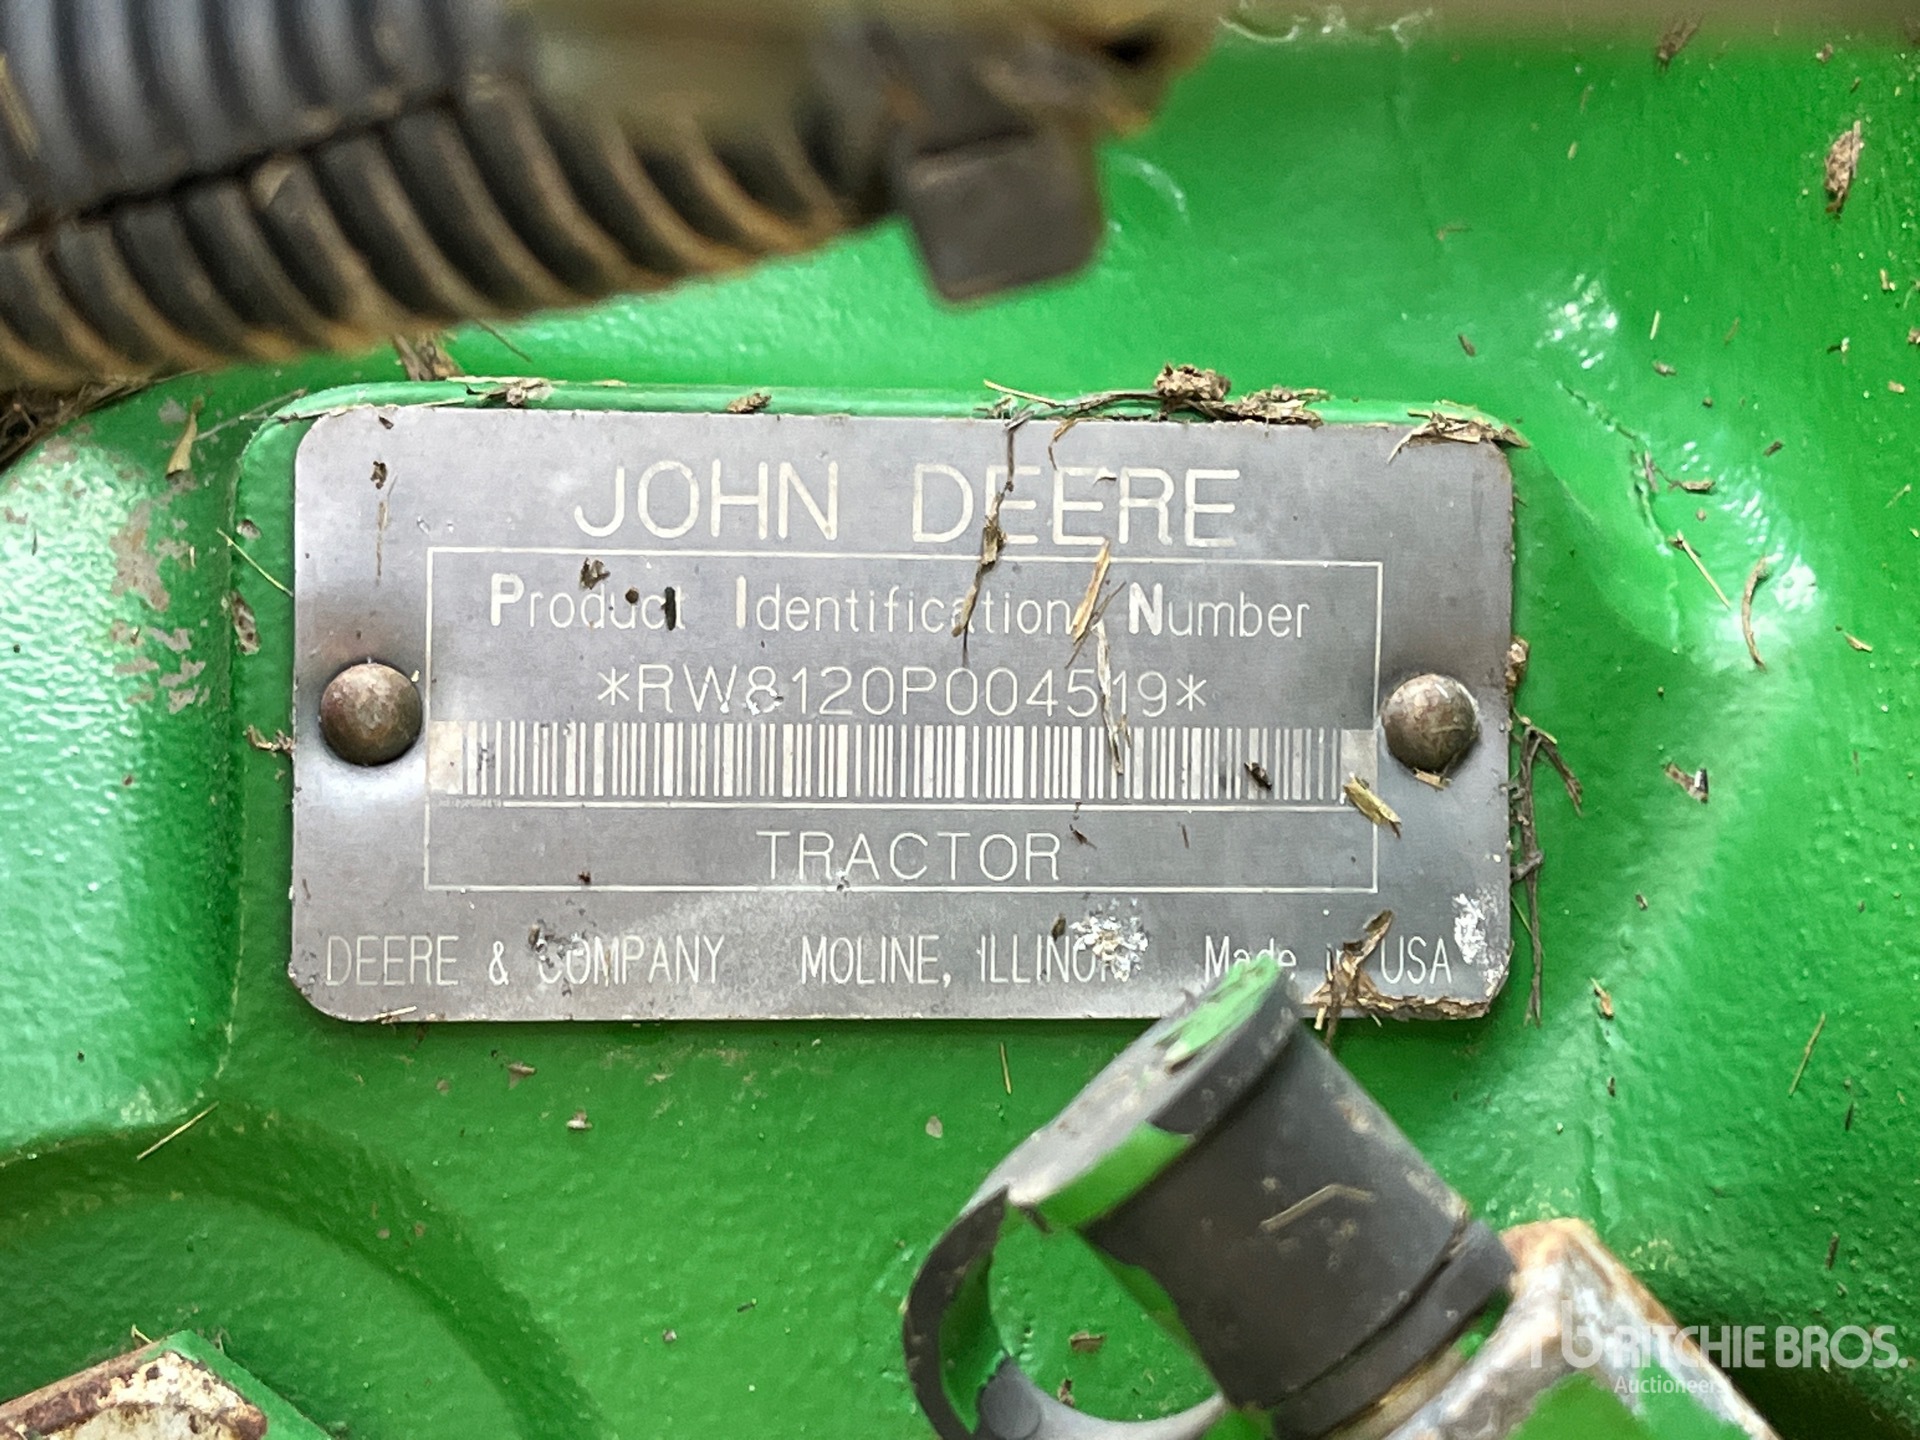 JOHN DEERE
Product Identification Number
*RW8120P004519*
TRACTOR
DEERE & COMPANY MOLINE, ILLINOIS Made in USA
RITCHIE BROS.
Auctioneers